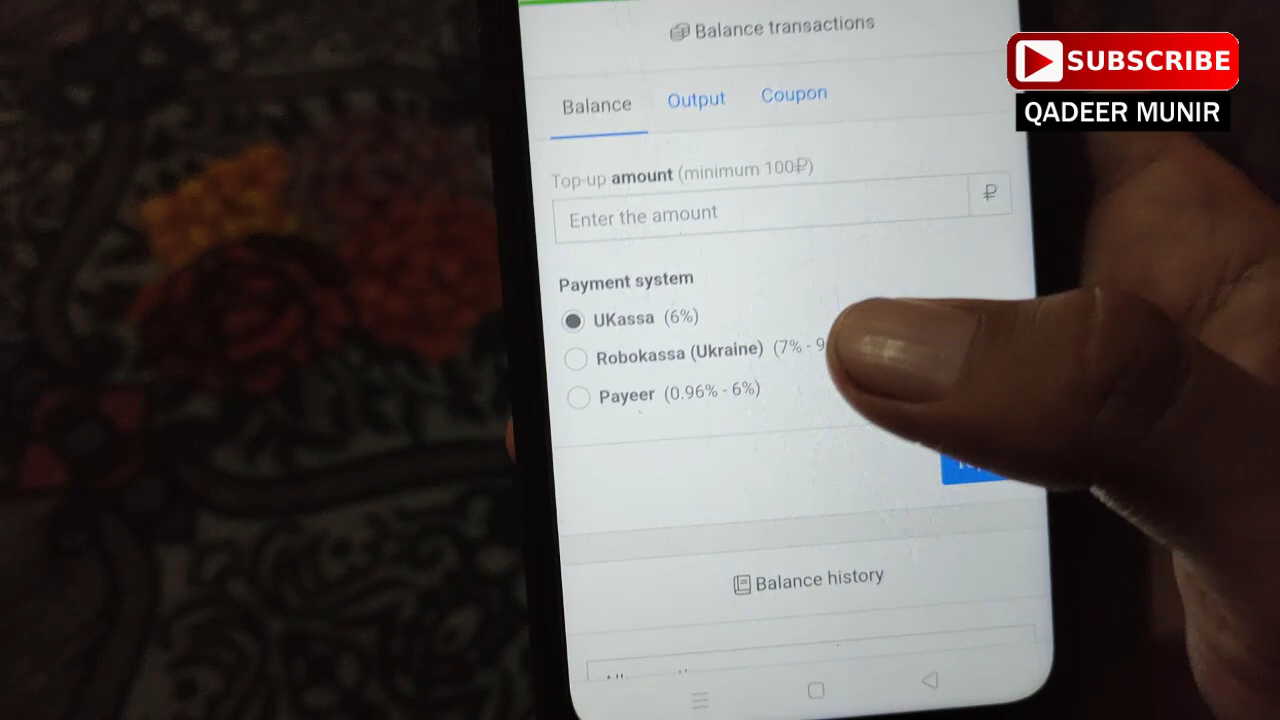 Balance transactions
SUBSCRIBE
QADEER MUNIR
Balance Output Coupon
Top-up amount (minimum 100₽)
Enter the amount ₽
Payment system
UKassa (6%)
Robokassa (Ukraine) (7% - 9
Payeer (0.96% - 6%)
Balance history